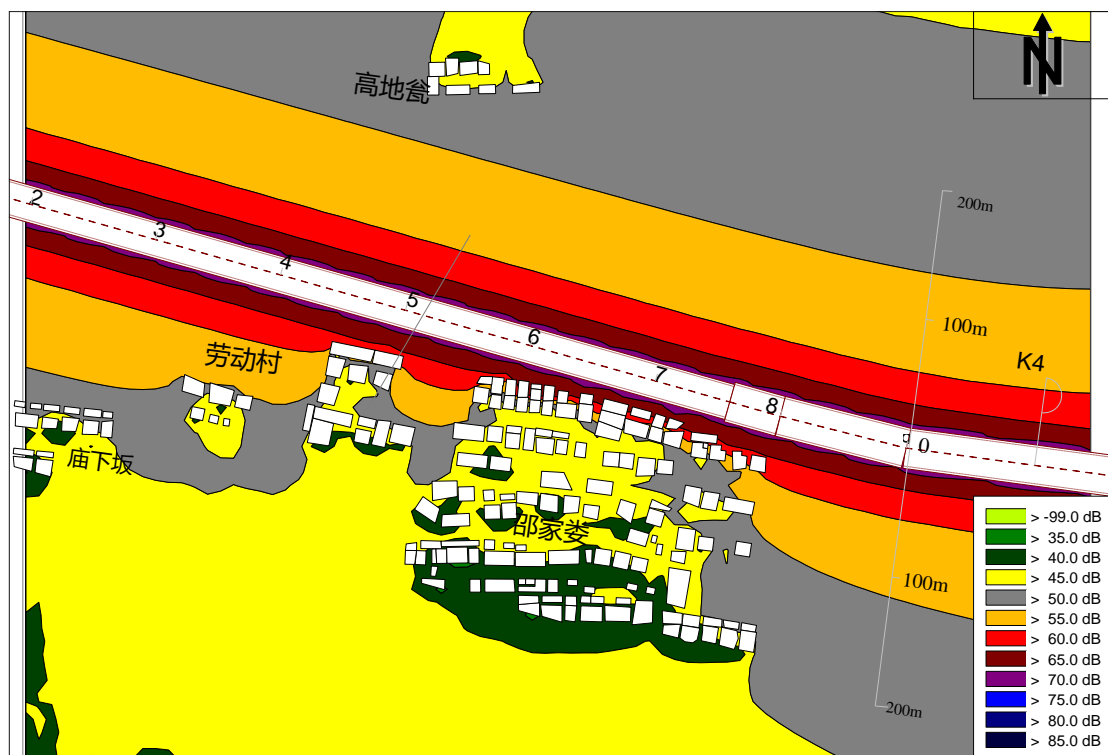 N
高地瓮
200m
2
3
4
5
6
7
8
0
100m
K4
劳动村
庙下坂
邵家娄
100m
200m
> -99.0 dB
> 35.0 dB
> 40.0 dB
> 45.0 dB
> 50.0 dB
> 55.0 dB
> 60.0 dB
> 65.0 dB
> 70.0 dB
> 75.0 dB
> 80.0 dB
> 85.0 dB